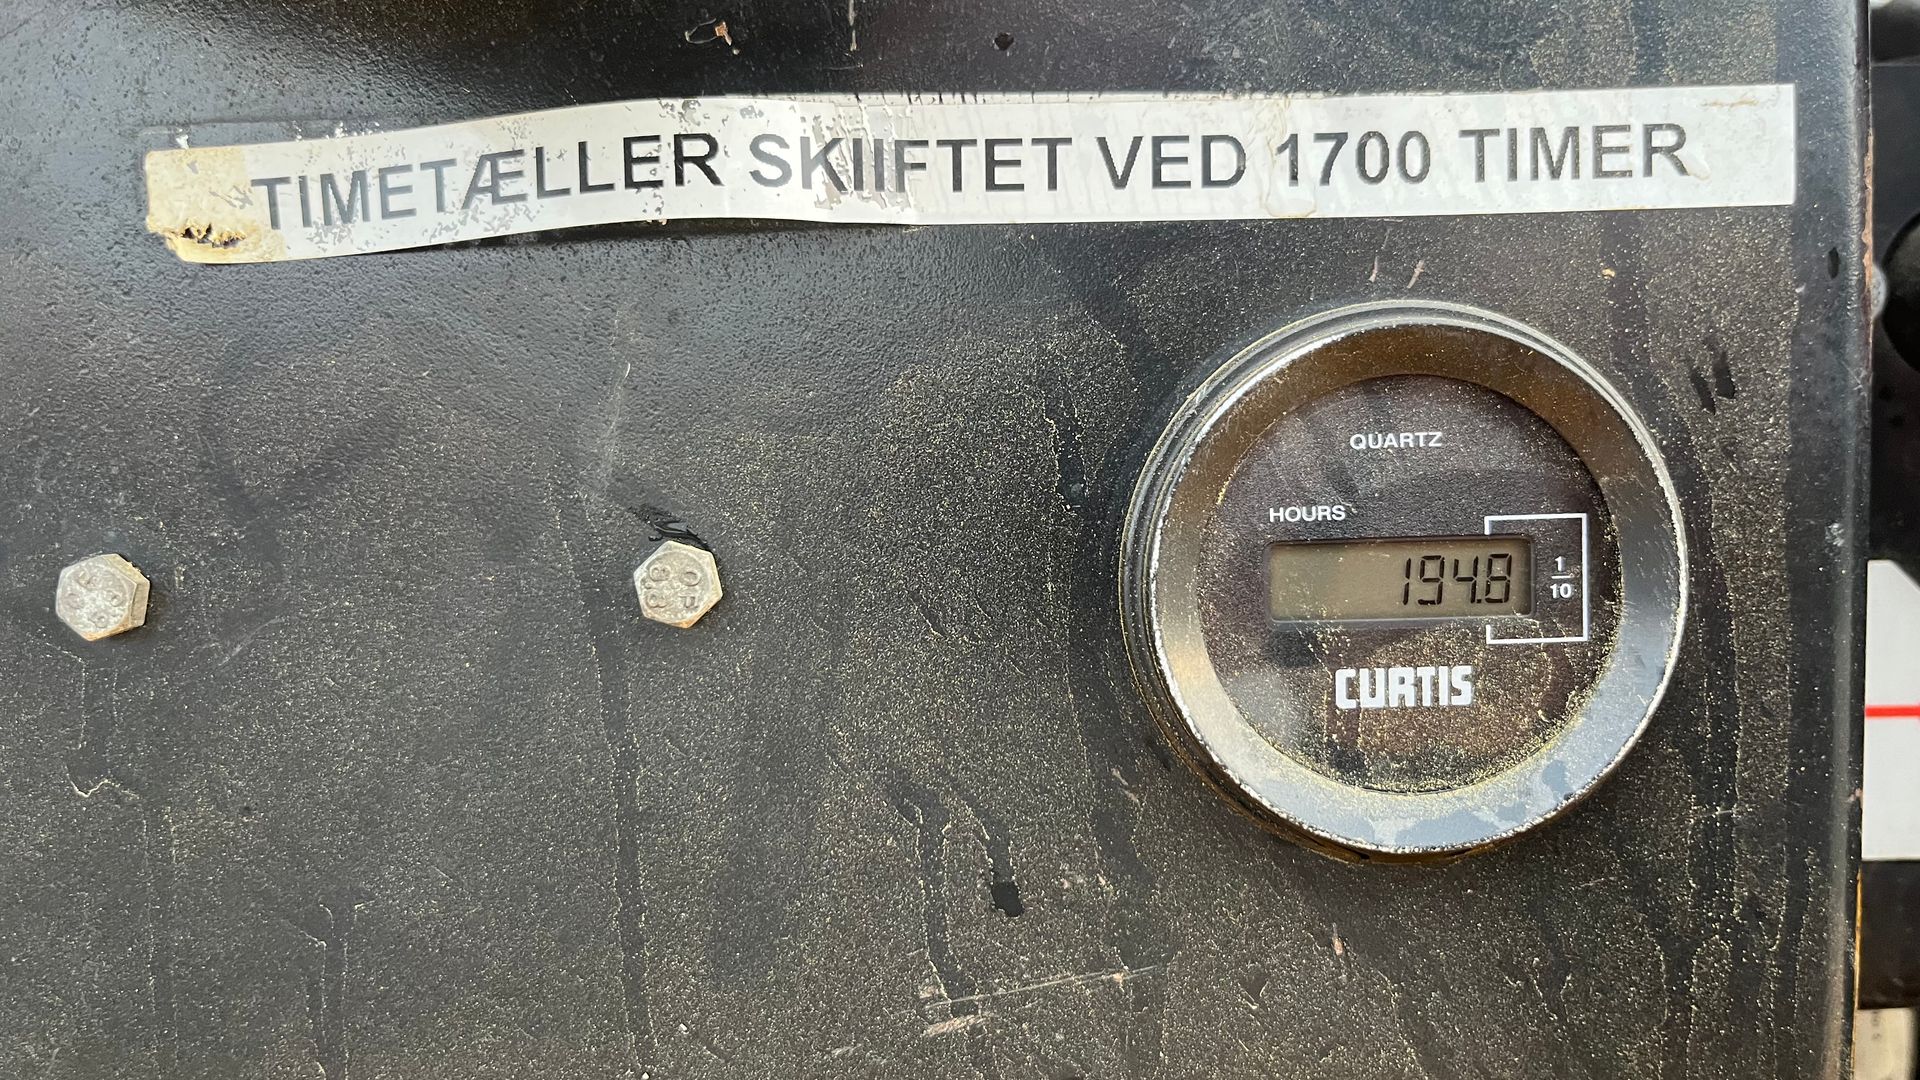 TIMETÆLLER SKIIFTET VED 1700 TIMER
QUARTZ
HOURS
194.8
1
10
CURTIS